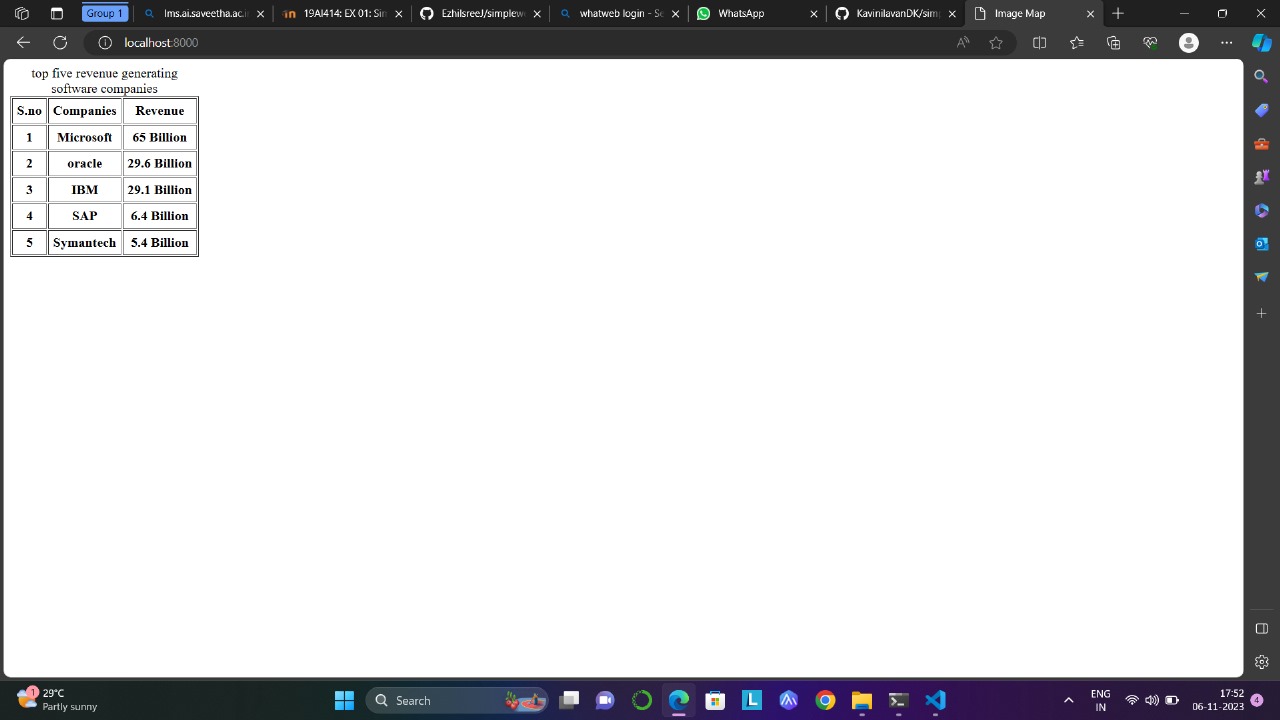 Group 1
lms.ai.saveetha.ac.i
19AI414: EX 01: Sim
EzhilsreeJ/simplewe
whatweb login - Se
WhatsApp
KavinilavanDK/simp
Image Map
localhost:8000
top five revenue generating
software companies
S.no Companies Revenue
1 Microsoft 65 Billion
2 oracle 29.6 Billion
3 IBM 29.1 Billion
4 SAP 6.4 Billion
5 Symantech 5.4 Billion
1
29°C
Partly sunny
Search
L
ENG
IN
17:52
06-11-2023
4